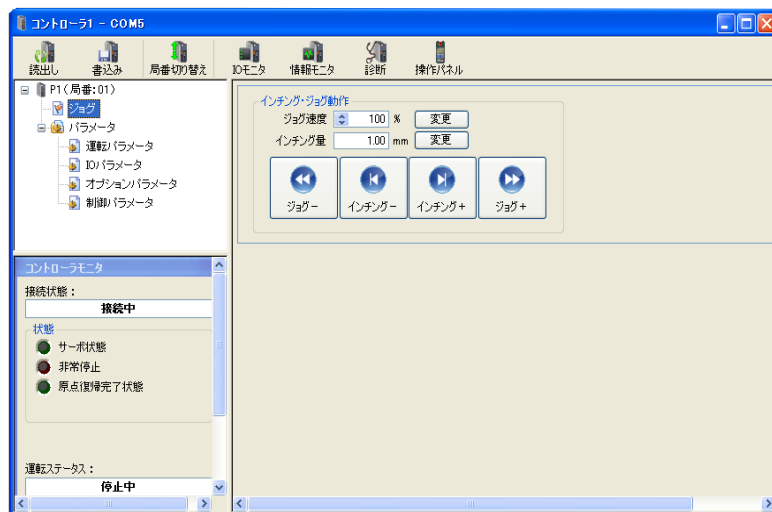 コントローラ1 - COM5
読出し 書込み 局番切り替え IOモニタ 情報モニタ 診断 操作パネル
P1(局番:01)
ジョグ
パラメータ
運転パラメータ
IOパラメータ
オプションパラメータ
制御パラメータ
コントローラモニタ
接続状態：
接続中
状態
サーボ状態
非常停止
原点復帰完了状態
運転ステータス：
停止中
インチング・ジョグ動作
ジョグ速度 100 % 変更
インチング量 1.00 mm 変更
ジョグ－ インチング－ インチング＋ ジョグ＋